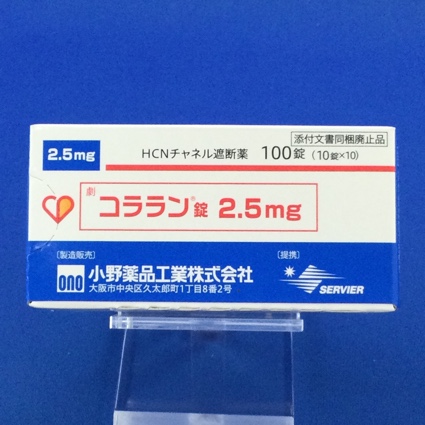 添付文書同梱廃止品
2.5mg
HCNチャネル遮断薬 100錠 (10錠×10)
劇
コララン®錠 2.5mg
〔製造販売〕
〔提携〕
ono 小野薬品工業株式会社
大阪市中央区久太郎町1丁目8番2号
SERVIER